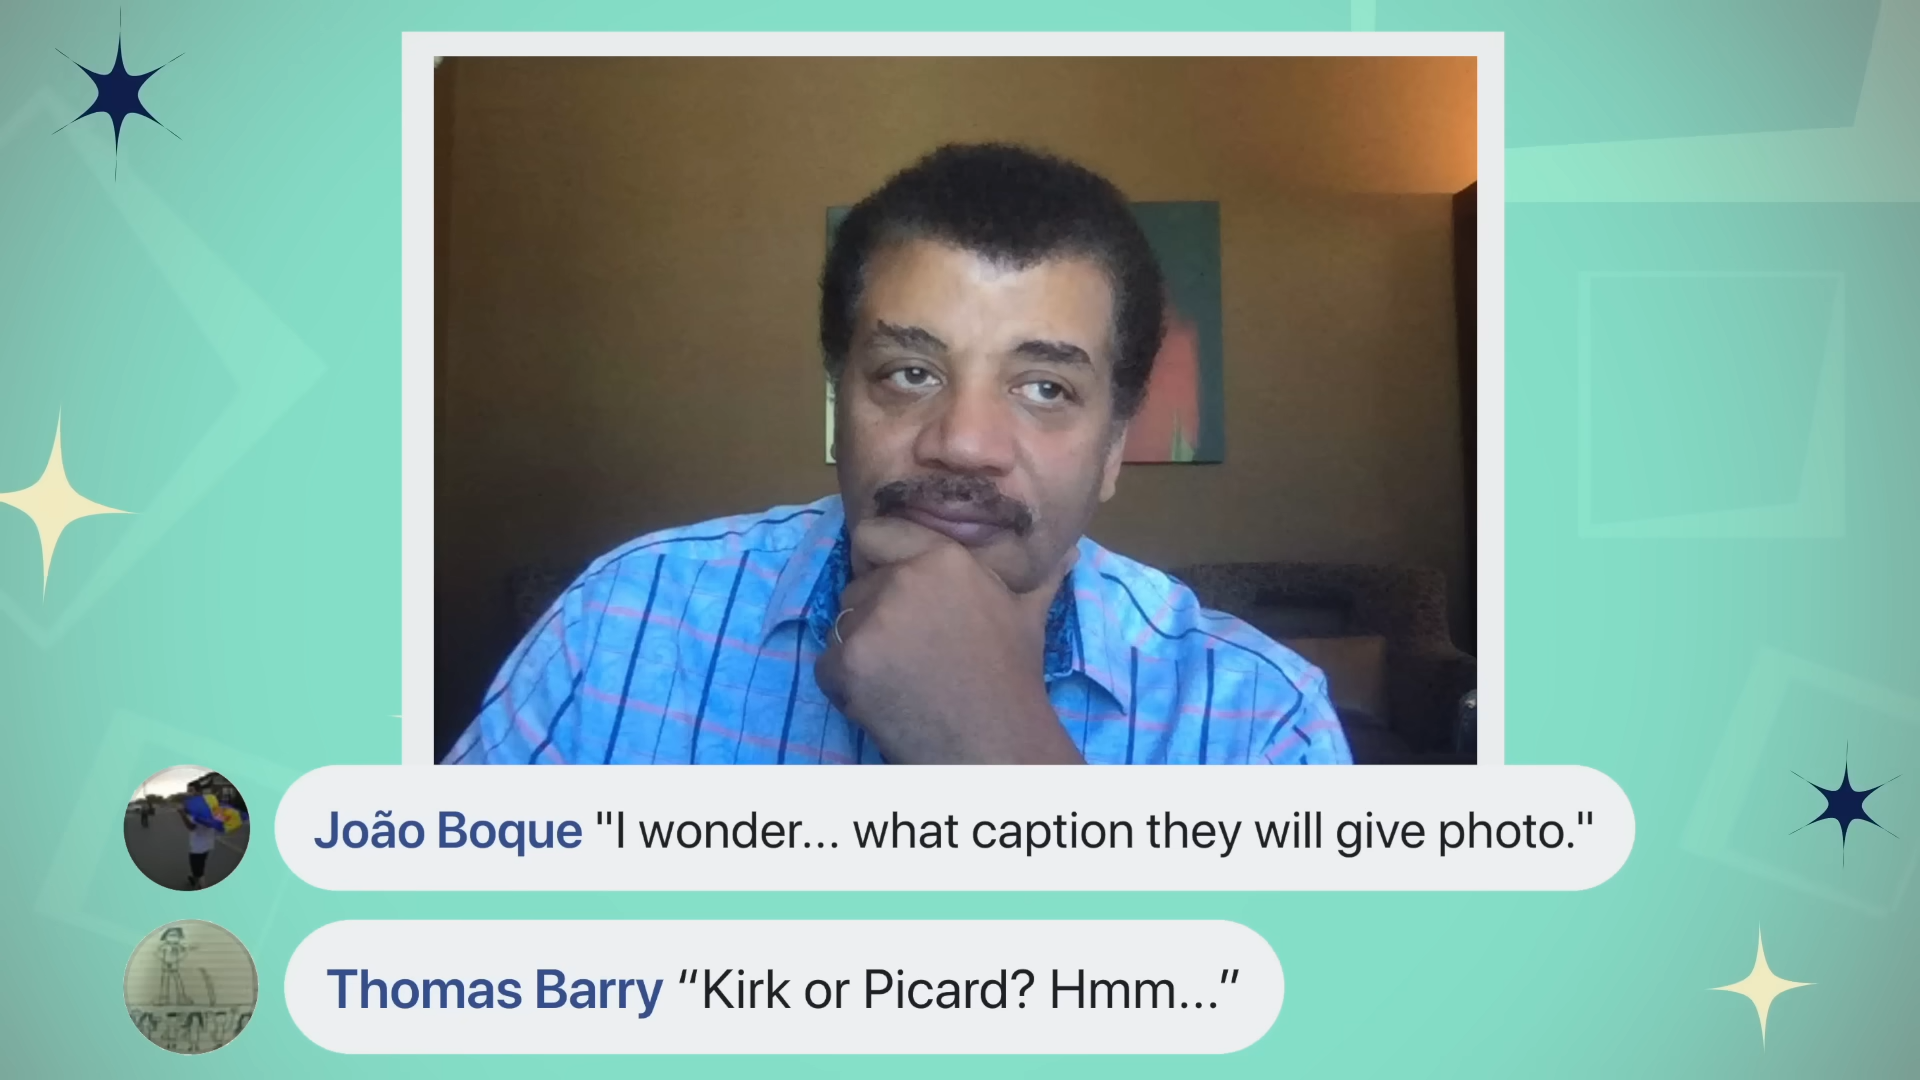 João Boque "I wonder... what caption they will give photo."
Thomas Barry “Kirk or Picard? Hmm...”